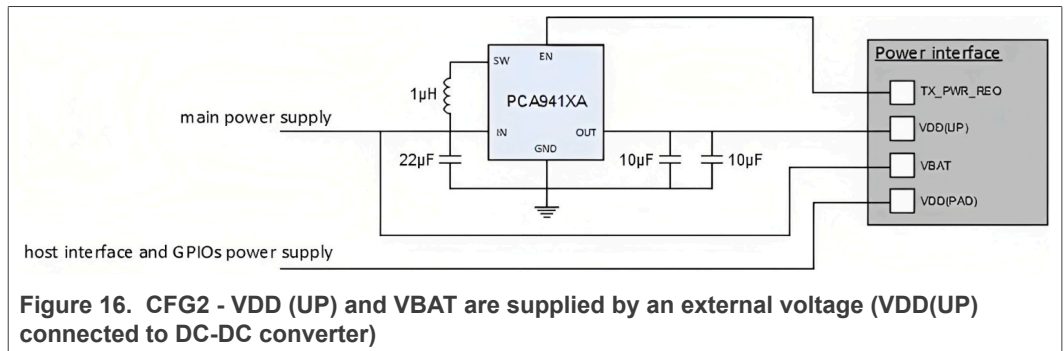 EN
Power interface
SW
1µH
PCA941XA
TX_PWR_REO
main power supply
IN
OUT
VDD(UP)
22µF
GND
10µF
10µF
VBAT
VDD(PAD)
host interface and GPIOs power supply
Figure 16. CFG2 - VDD (UP) and VBAT are supplied by an external voltage (VDD(UP)
connected to DC-DC converter)